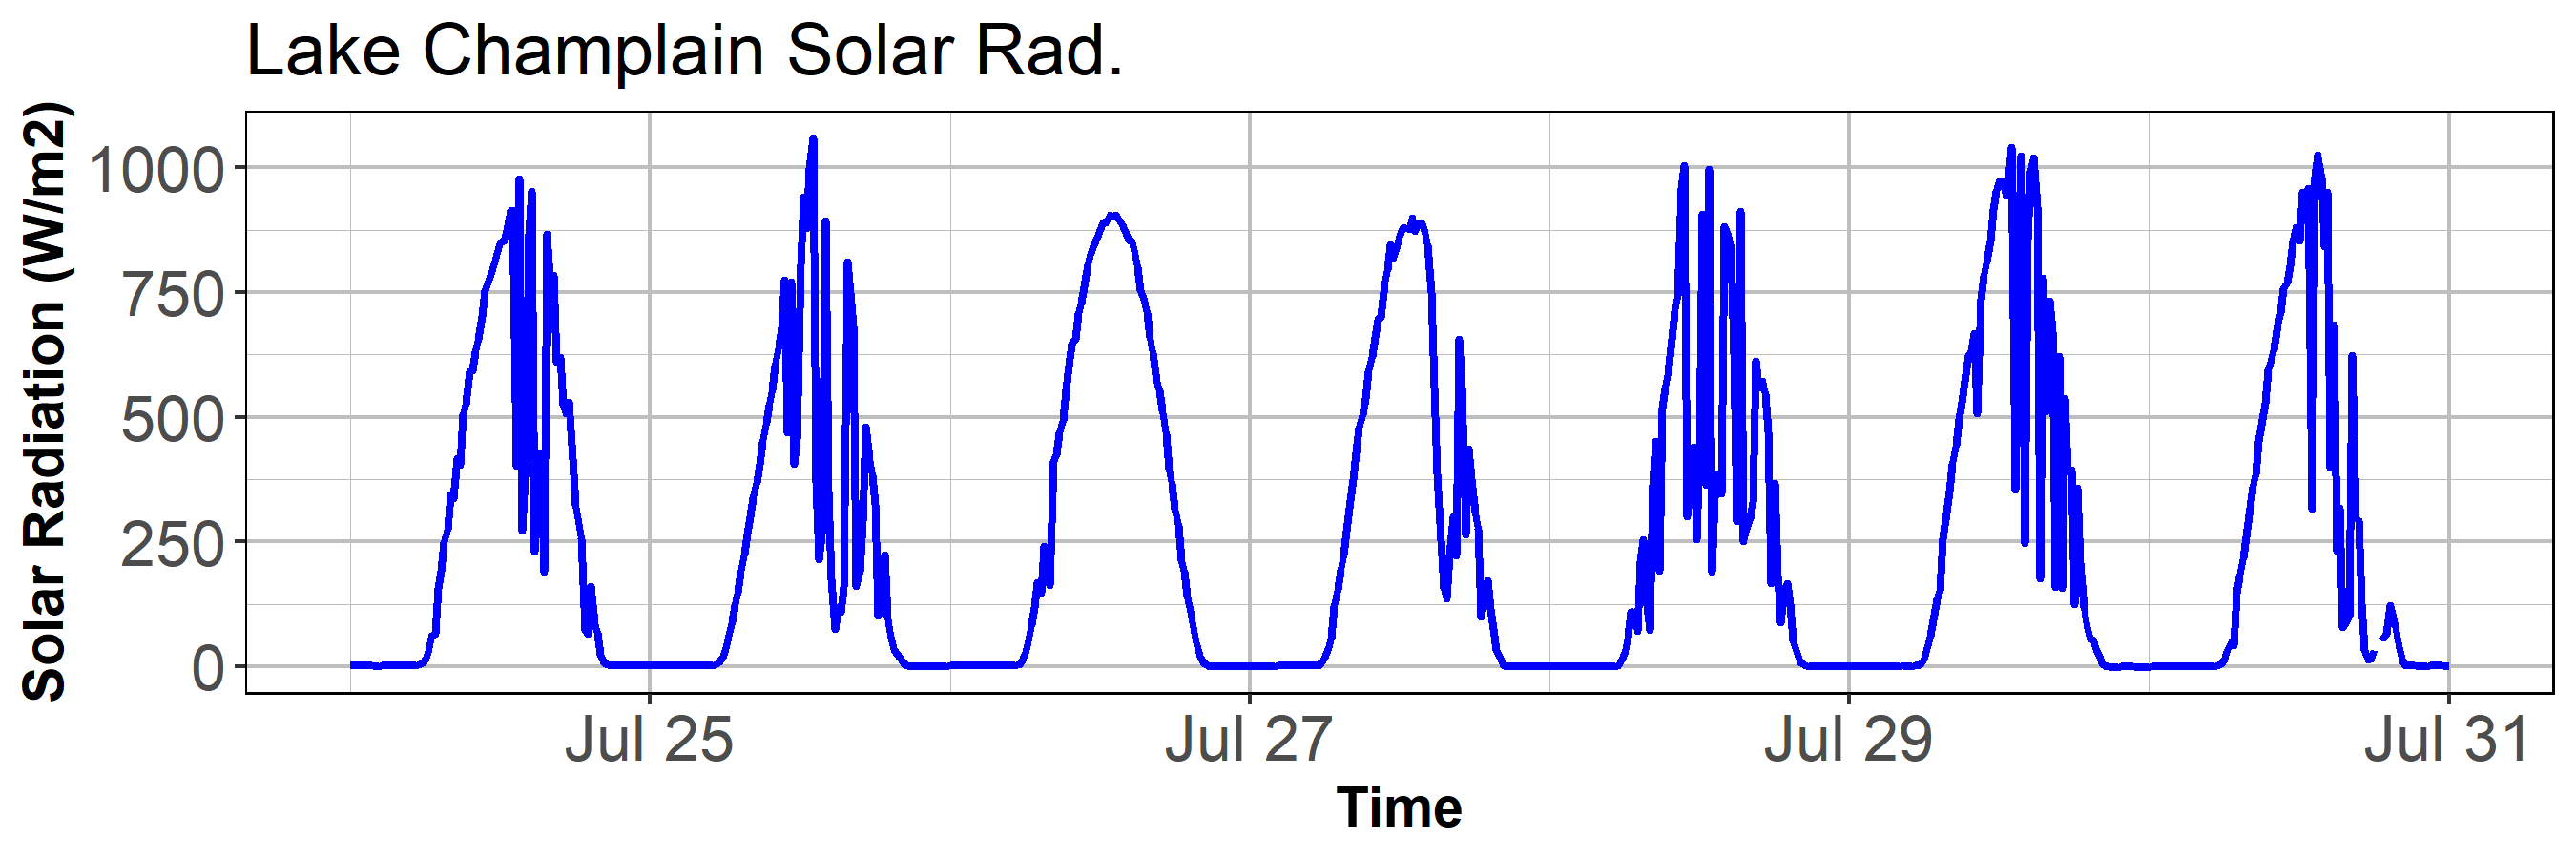 Lake Champlain Solar Rad.
Solar Radiation (W/m2)
1000
750
500
250
0
Jul 25 Jul 27 Jul 29 Jul 31
Time